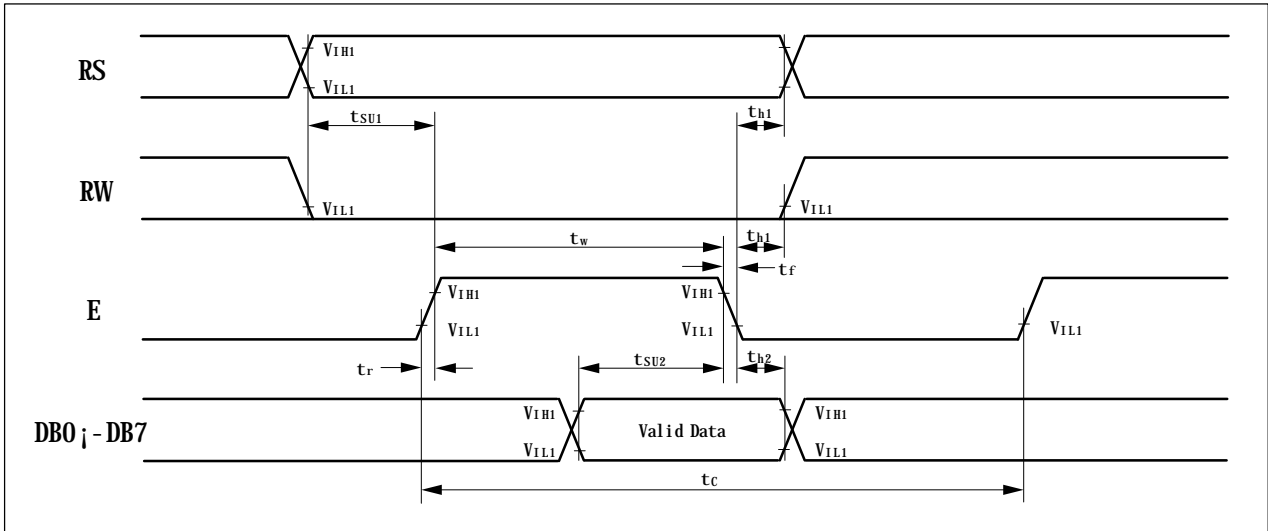 RS
VIH1
VIL1
tSU1
th1
RW
VIL1
VIL1
tw
th1
tf
E
VIH1
VIH1
VIL1
VIL1
VIL1
tr
tSU2
th2
DB0¡-DB7
VIH1
VIL1
Valid Data
VIH1
VIL1
tC